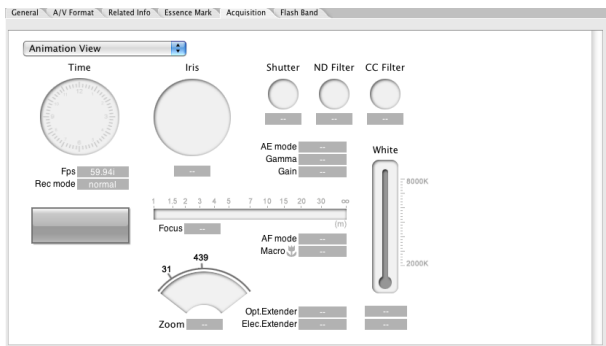 General A/V Format Related Info Essence Mark Acquisition Flash Band
Animation View
Time Iris Shutter ND Filter CC Filter
-- -- --
AE mode --
Gamma --
Gain --
White
Fps 59.94i
Rec mode normal
--
8000K
2000K
1 1.5 2 3 4 5 7 10 15 20 30 ∞
(m)
Focus --
AF mode --
Macro --
31 439
Zoom --
Opt.Extender -- --
Elec.Extender -- --